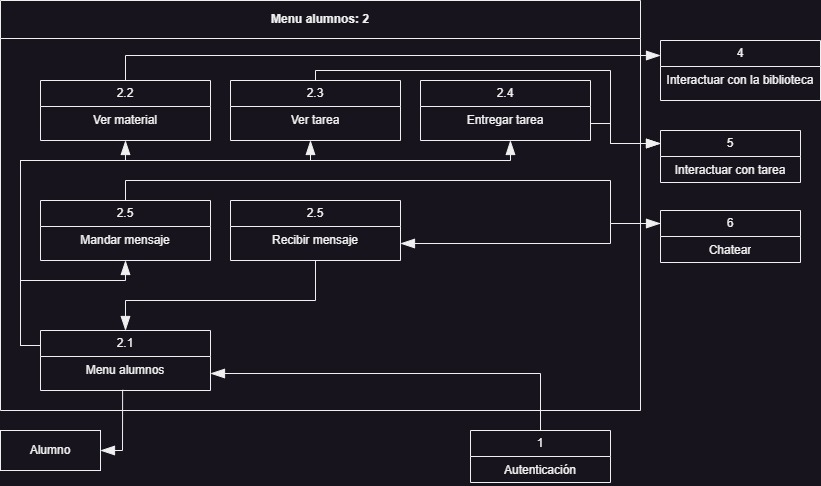 Menu alumnos: 2
4
Interactuar con la biblioteca
2.2
Ver material
2.3
Ver tarea
2.4
Entregar tarea
5
Interactuar con tarea
2.5
Mandar mensaje
2.5
Recibir mensaje
6
Chatear
2.1
Menu alumnos
Alumno
1
Autenticación